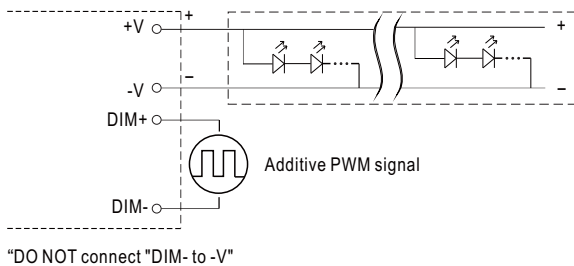 +V + +
-V − −
DIM+
Additive PWM signal
DIM-
“DO NOT connect "DIM- to -V"